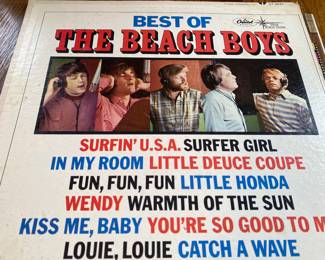 BEST OF
Capitol
THE BEACH BOYS
SURFIN' U.S.A. SURFER GIRL
IN MY ROOM LITTLE DEUCE COUPE
FUN, FUN, FUN LITTLE HONDA
WENDY WARMTH OF THE SUN
KISS ME, BABY YOU'RE SO GOOD TO M
LOUIE, LOUIE CATCH A WAVE